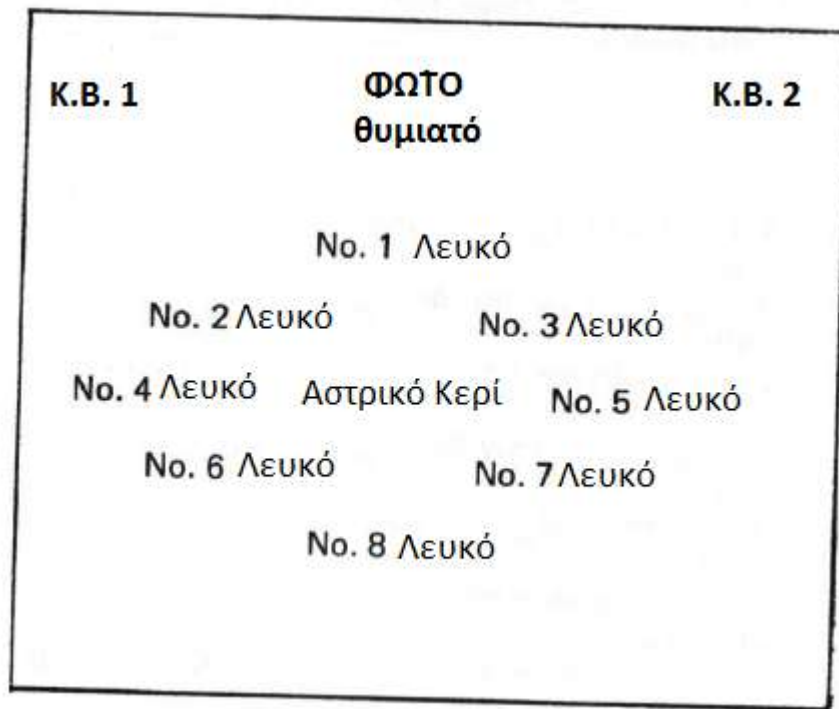 Κ.Β. 1 ΦΩΤΟ Κ.Β. 2
θυμιατό
No. 1 Λευκό
No. 2 Λευκό No. 3 Λευκό
No. 4 Λευκό Αστρικό Κερί No. 5 Λευκό
No. 6 Λευκό No. 7 Λευκό
No. 8 Λευκό